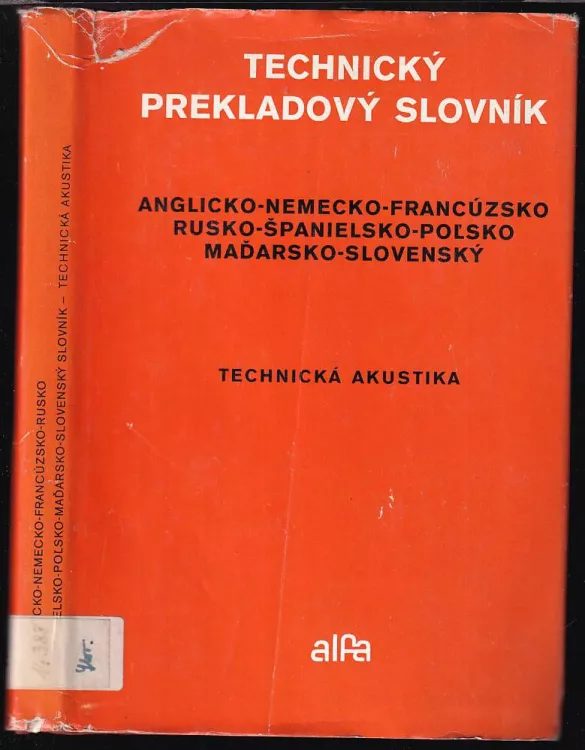 TECHNICKÝ
PREKLADOVÝ SLOVNÍK
ANGLICKO-NEMECKO-FRANCÚZSKO
RUSKO-ŠPANIELSKO-POĽSKO
MAĎARSKO-SLOVENSKÝ
TECHNICKÁ AKUSTIKA
alfa
CKO-NEMECKO-FRANCÚZSKO-RUSKO
ELSKO-POĽSKO-MAĎARSKO-SLOVENSKÝ SLOVNÍK – TECHNICKÁ AKUSTIKA